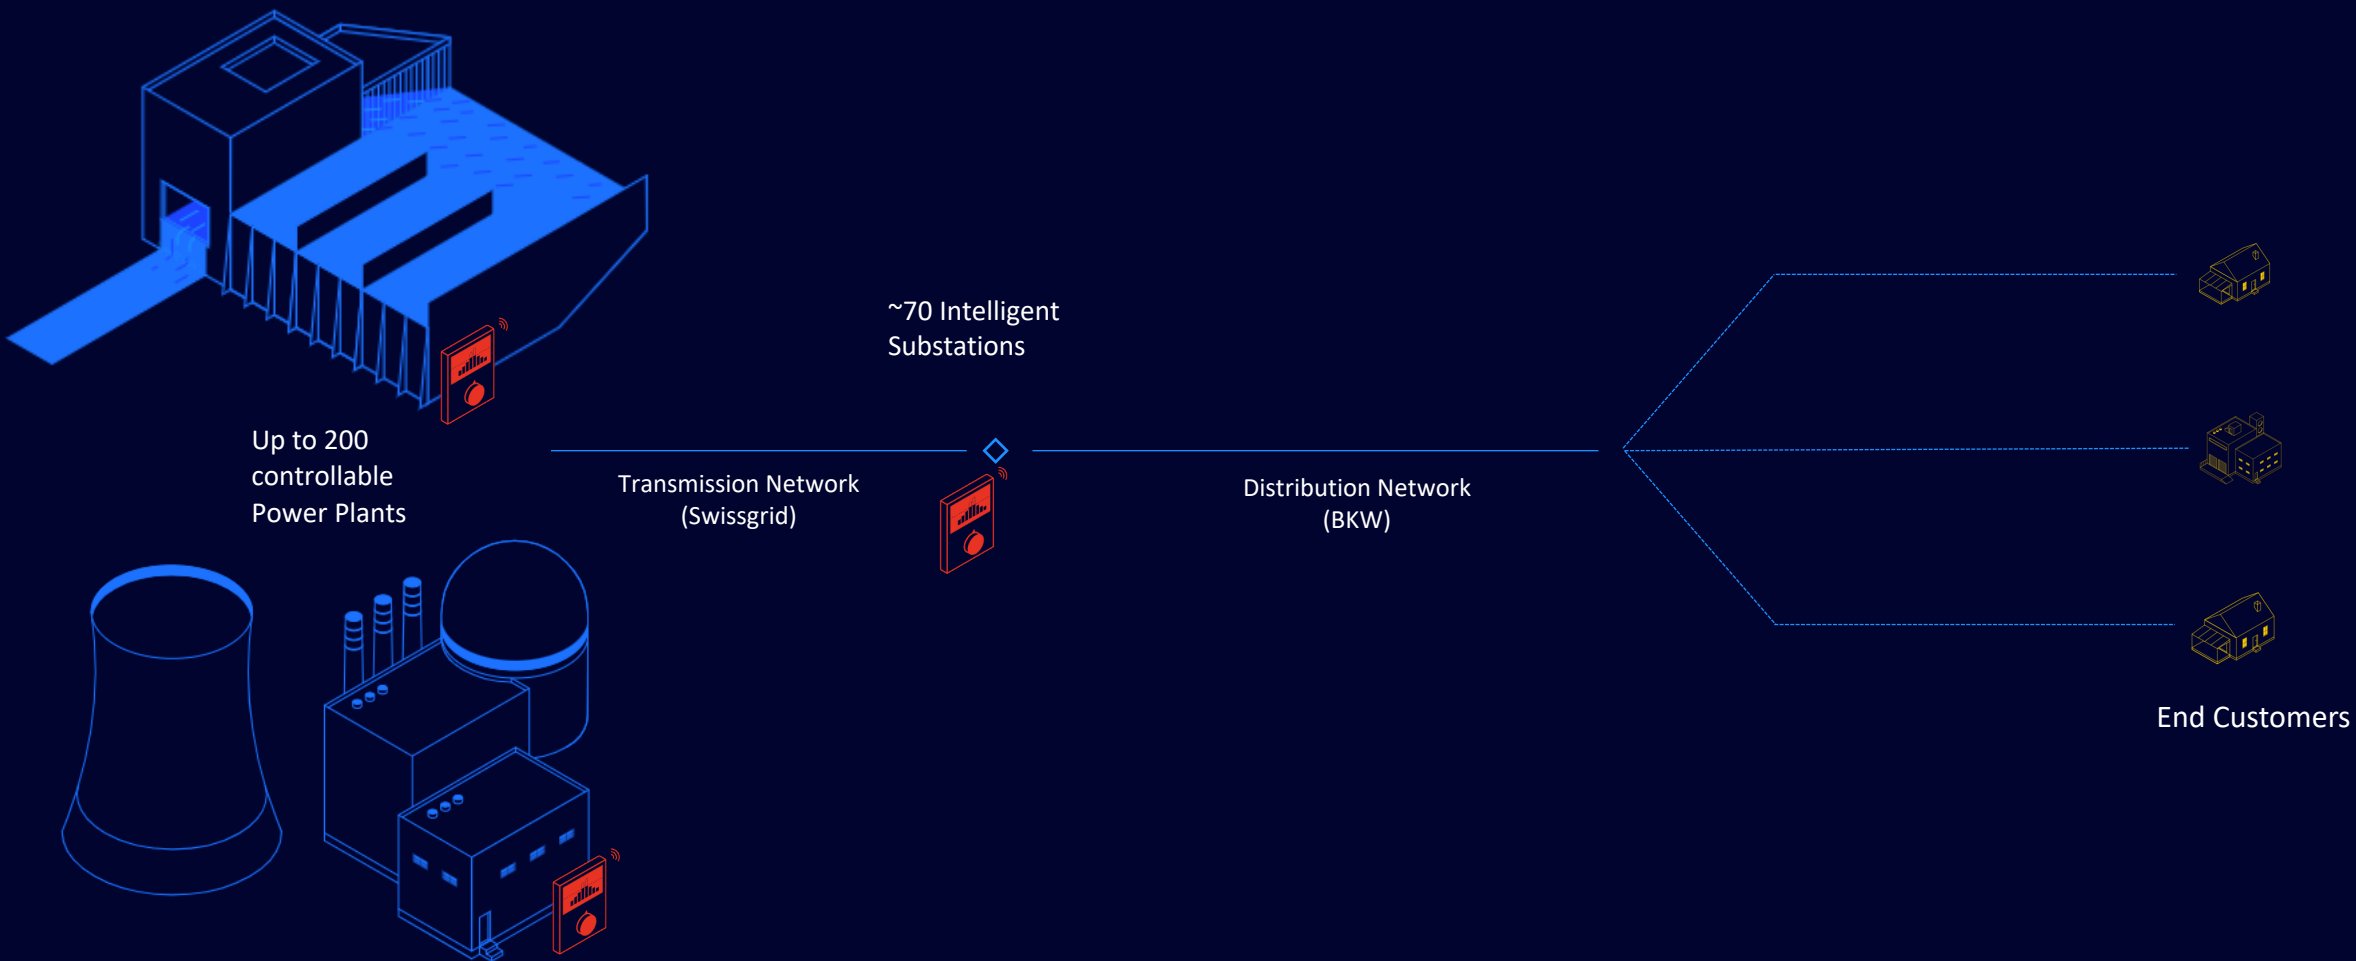 ~70 Intelligent
Substations
Up to 200
controllable
Power Plants
Transmission Network
(Swissgrid)
Distribution Network
(BKW)
End Customers